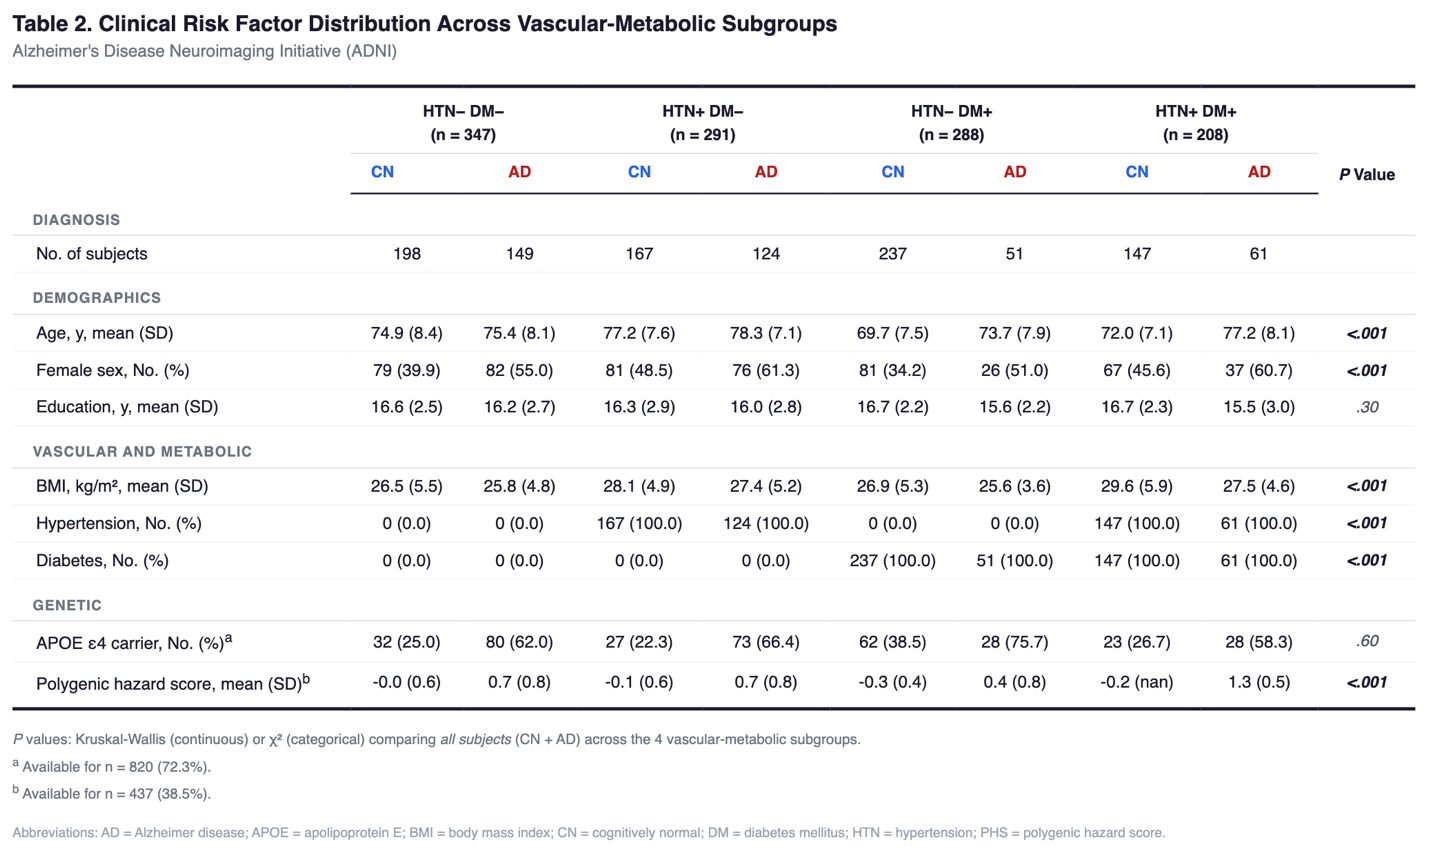 Table 2. Clinical Risk Factor Distribution Across Vascular-Metabolic Subgroups
Alzheimer's Disease Neuroimaging Initiative (ADNI)
HTN− DM− HTN+ DM− HTN− DM+ HTN+ DM+
(n = 347) (n = 291) (n = 288) (n = 208)
CN AD CN AD CN AD CN AD P Value
DIAGNOSIS
No. of subjects 198 149 167 124 237 51 147 61
DEMOGRAPHICS
Age, y, mean (SD) 74.9 (8.4) 75.4 (8.1) 77.2 (7.6) 78.3 (7.1) 69.7 (7.5) 73.7 (7.9) 72.0 (7.1) 77.2 (8.1) <.001
Female sex, No. (%) 79 (39.9) 82 (55.0) 81 (48.5) 76 (61.3) 81 (34.2) 26 (51.0) 67 (45.6) 37 (60.7) <.001
Education, y, mean (SD) 16.6 (2.5) 16.2 (2.7) 16.3 (2.9) 16.0 (2.8) 16.7 (2.2) 15.6 (2.2) 16.7 (2.3) 15.5 (3.0) .30
VASCULAR AND METABOLIC
BMI, kg/m², mean (SD) 26.5 (5.5) 25.8 (4.8) 28.1 (4.9) 27.4 (5.2) 26.9 (5.3) 25.6 (3.6) 29.6 (5.9) 27.5 (4.6) <.001
Hypertension, No. (%) 0 (0.0) 0 (0.0) 167 (100.0) 124 (100.0) 0 (0.0) 0 (0.0) 147 (100.0) 61 (100.0) <.001
Diabetes, No. (%) 0 (0.0) 0 (0.0) 0 (0.0) 0 (0.0) 237 (100.0) 51 (100.0) 147 (100.0) 61 (100.0) <.001
GENETIC
APOE ε4 carrier, No. (%)a 32 (25.0) 80 (62.0) 27 (22.3) 73 (66.4) 62 (38.5) 28 (75.7) 23 (26.7) 28 (58.3) .60
Polygenic hazard score, mean (SD)b -0.0 (0.6) 0.7 (0.8) -0.1 (0.6) 0.7 (0.8) -0.3 (0.4) 0.4 (0.8) -0.2 (nan) 1.3 (0.5) <.001
P values: Kruskal-Wallis (continuous) or χ² (categorical) comparing all subjects (CN + AD) across the 4 vascular-metabolic subgroups.
a Available for n = 820 (72.3%).
b Available for n = 437 (38.5%).
Abbreviations: AD = Alzheimer disease; APOE = apolipoprotein E; BMI = body mass index; CN = cognitively normal; DM = diabetes mellitus; HTN = hypertension; PHS = polygenic hazard score.